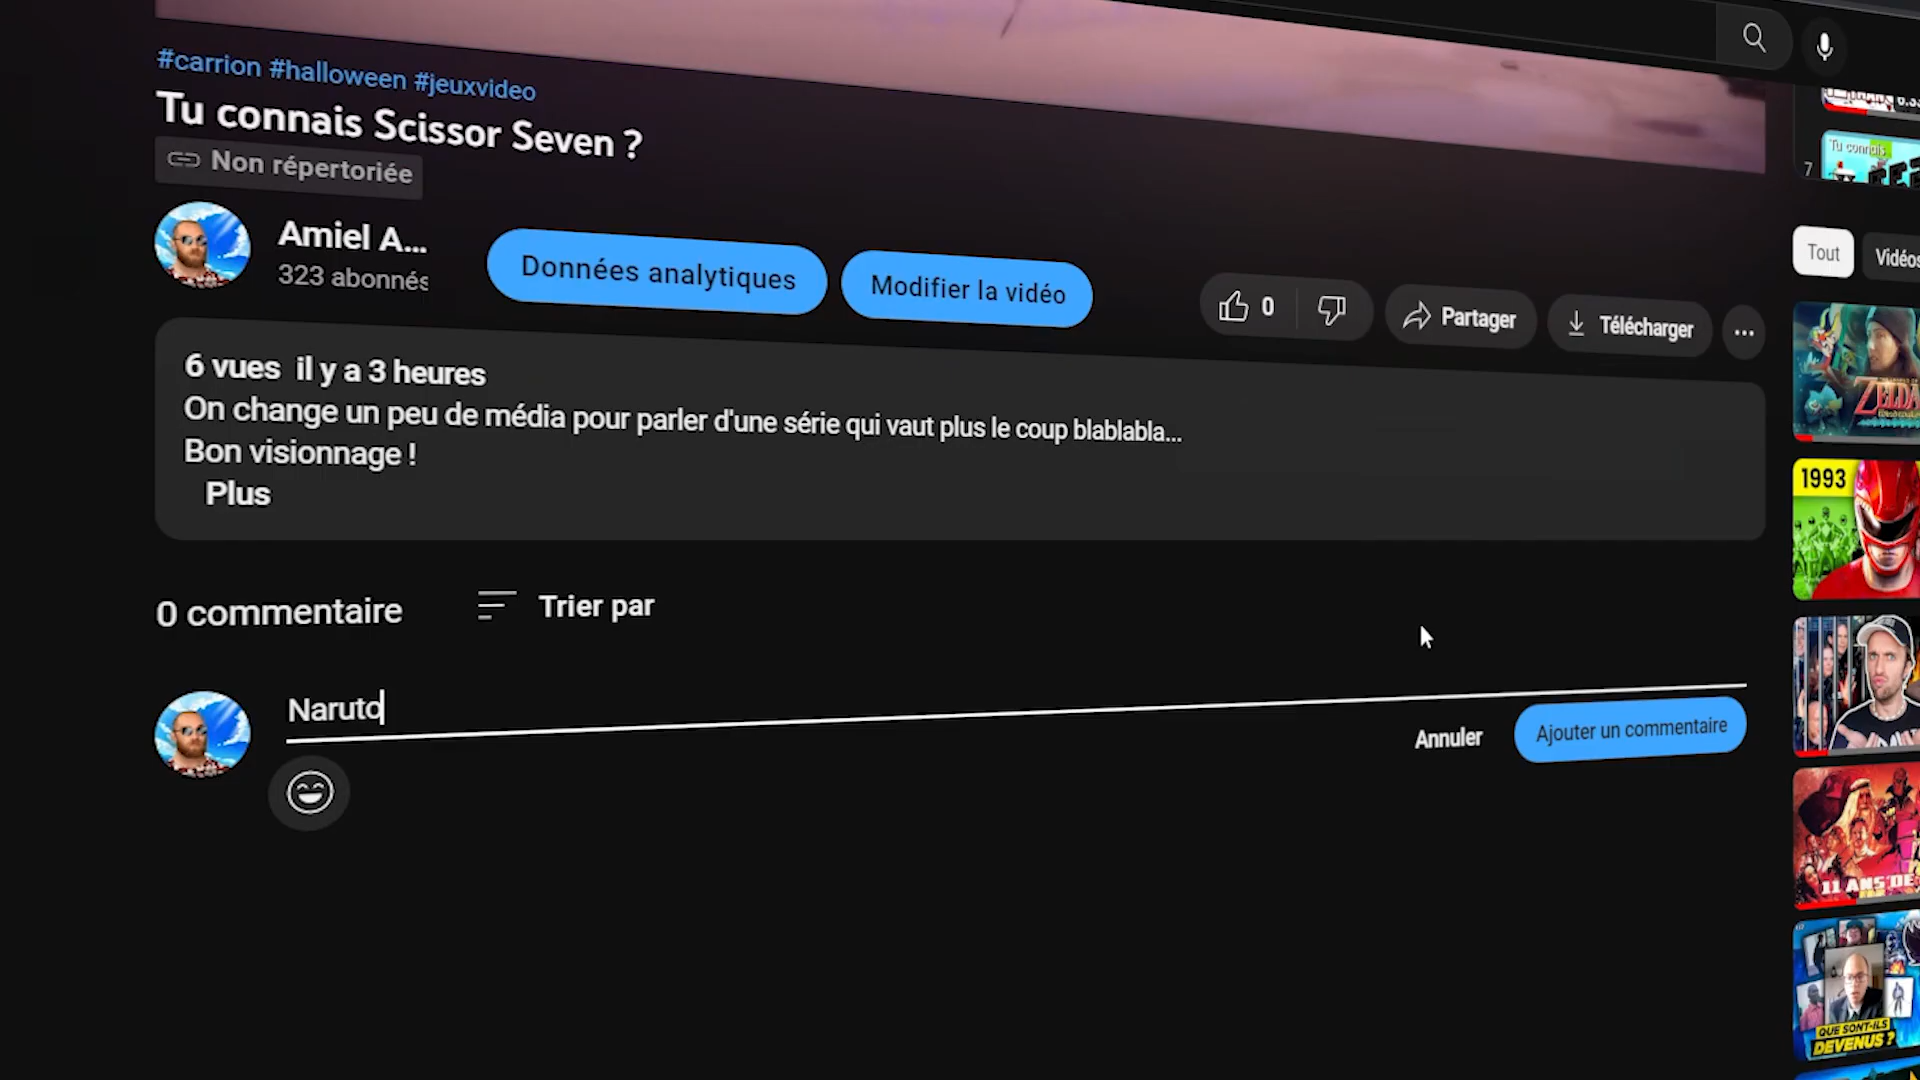 #carrion #halloween #jeuxvideo
Tu connais Scissor Seven ?
Non répertoriée
Amiel A...
323 abonnés
Données analytiques
Modifier la vidéo
0
Partager
Télécharger
6 vues il y a 3 heures
On change un peu de média pour parler d'une série qui vaut plus le coup blablabla...
Bon visionnage !
Plus
0 commentaire
Trier par
Naruto
Annuler
Ajouter un commentaire
7
Tu connais
Tout
Vidéos
ZELDA
1993
11 ANS DE
QUE SONT-ILS
DEVENUS ?